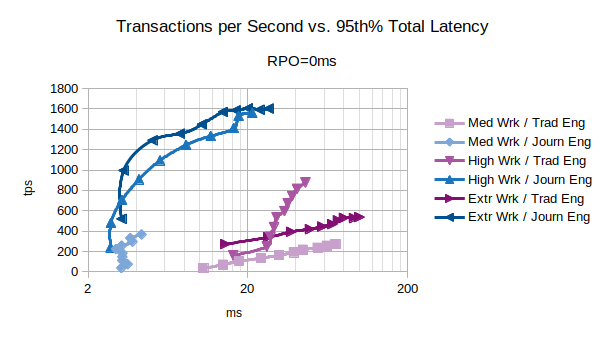 Transactions per Second vs. 95th% Total Latency
RPO=0ms
1800
1600
1400
1200
1000
800
600
400
200
0
tps
2
20
200
ms
Med Wrk / Trad Eng
Med Wrk / Journ Eng
High Wrk / Trad Eng
High Wrk / Journ Eng
Extr Wrk / Trad Eng
Extr Wrk / Journ Eng